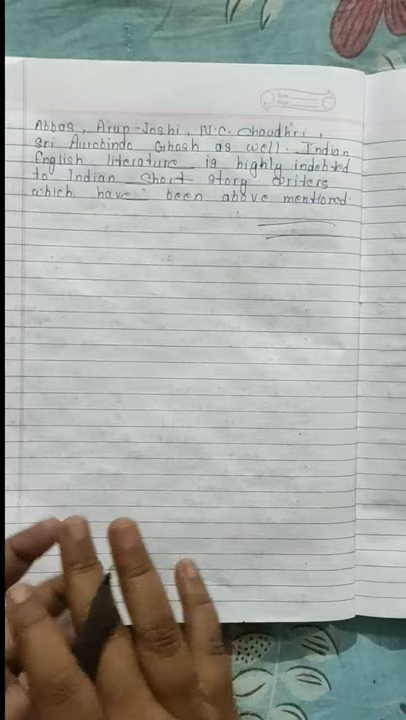 Abbas, Arup-Joshi, N.C. Choudhri,
Sri Aurobindo Ghosh as well. Indian
English literature is highly indebted
to Indian Short story writers
which have been above mentioned.